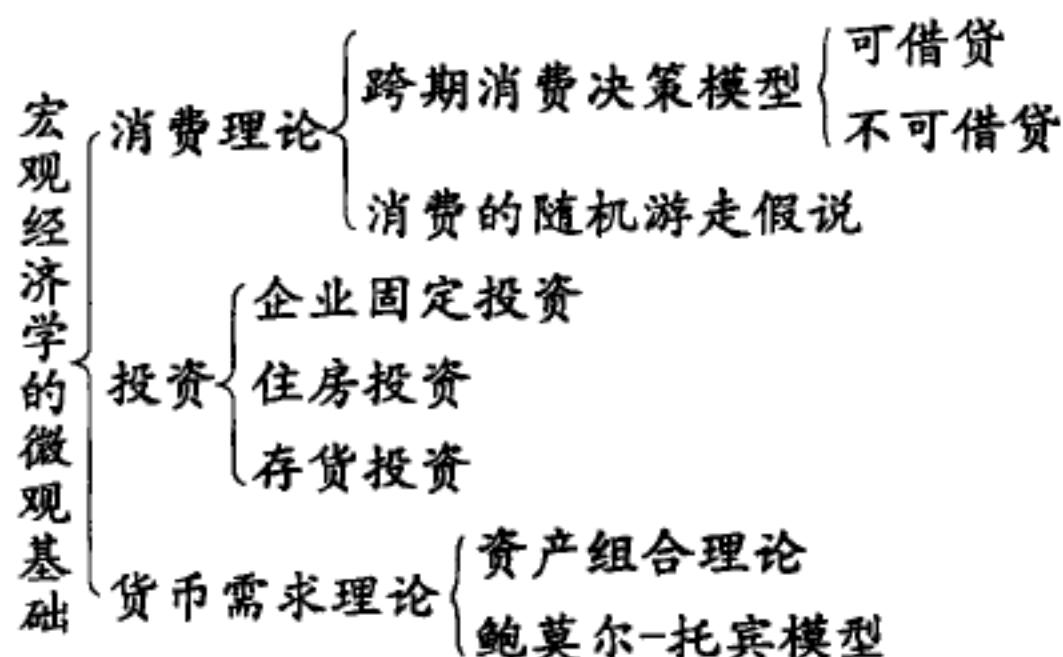 宏观经济学的微观基础
消费理论
跨期消费决策模型
可借贷
不可借贷
消费的随机游走假说
投资
企业固定投资
住房投资
存货投资
货币需求理论
资产组合理论
鲍莫尔-托宾模型